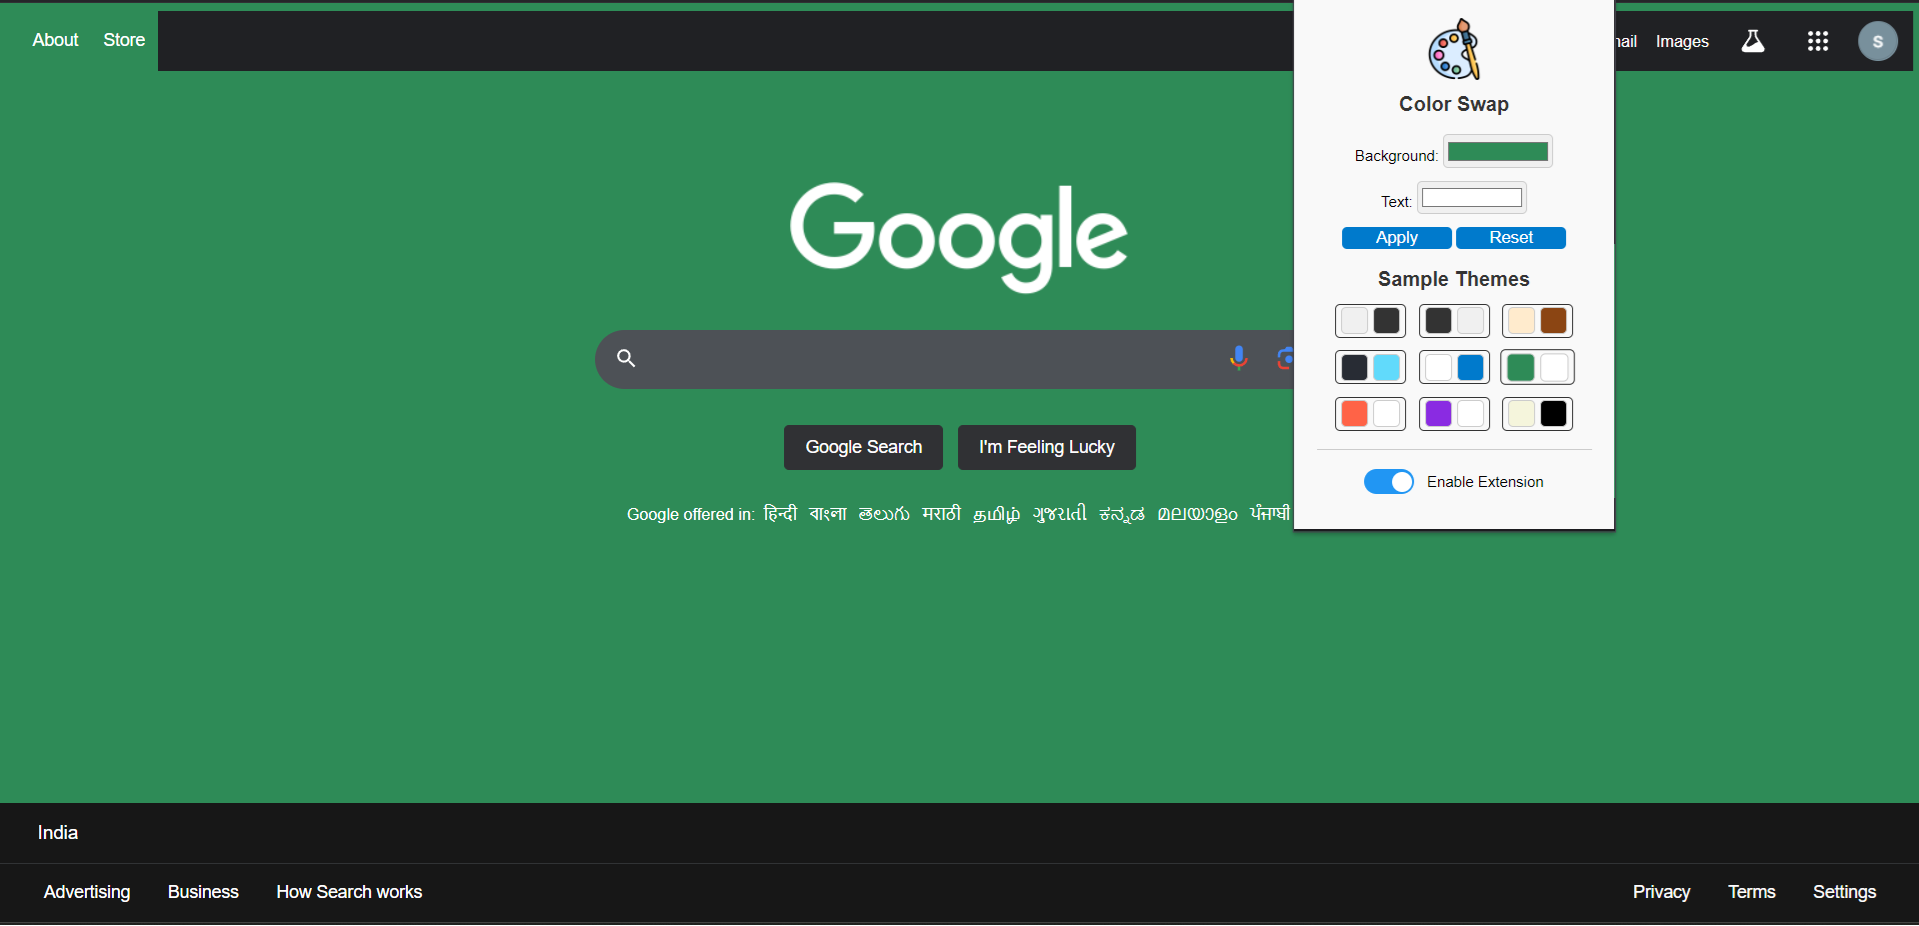 About Store
Images
S
Color Swap
Background:
Text:
Apply Reset
Sample Themes
Google
Google Search I'm Feeling Lucky
Google offered in: हिन्दी বাংলা తెలుగు मराठी தமிழ் ગુજરાતી ಕನ್ನಡ മലയാളം ਪੰਜਾਬੀ
Enable Extension
India
Advertising Business How Search works
Privacy Terms Settings